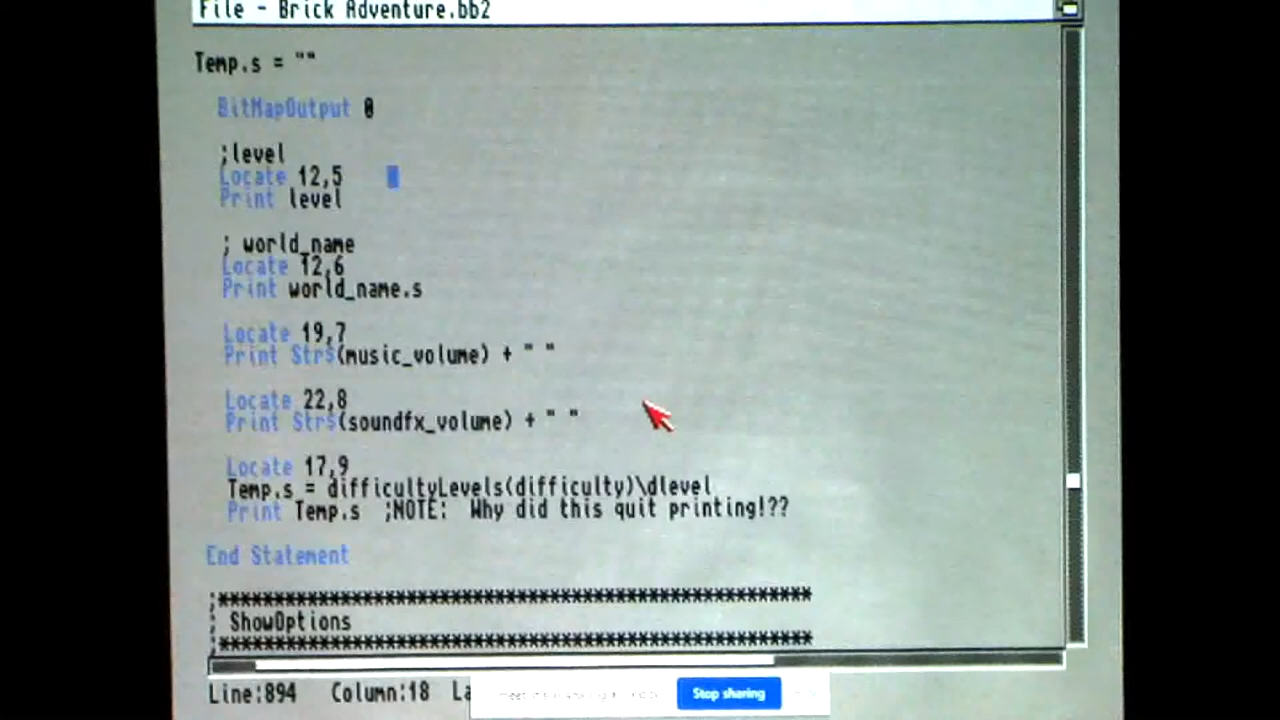 File - Brick Adventure.bb2
Temp.s = ""
BitMapOutput 0
;level
Locate 12,5
Print level
; world_name
Locate 12,6
Print world_name.s
Locate 19,7
Print Str$(music_volume) + " "
Locate 22,8
Print Str$(soundfx_volume) + " "
Locate 17,9
Temp.s = difficultyLevels(difficulty)\dlevel
Print Temp.s ;NOTE: Why did this quit printing!??
End Statement
;*****************************************************
; ShowOptions
;*****************************************************
Line:894 Column:18 La
Stop sharing